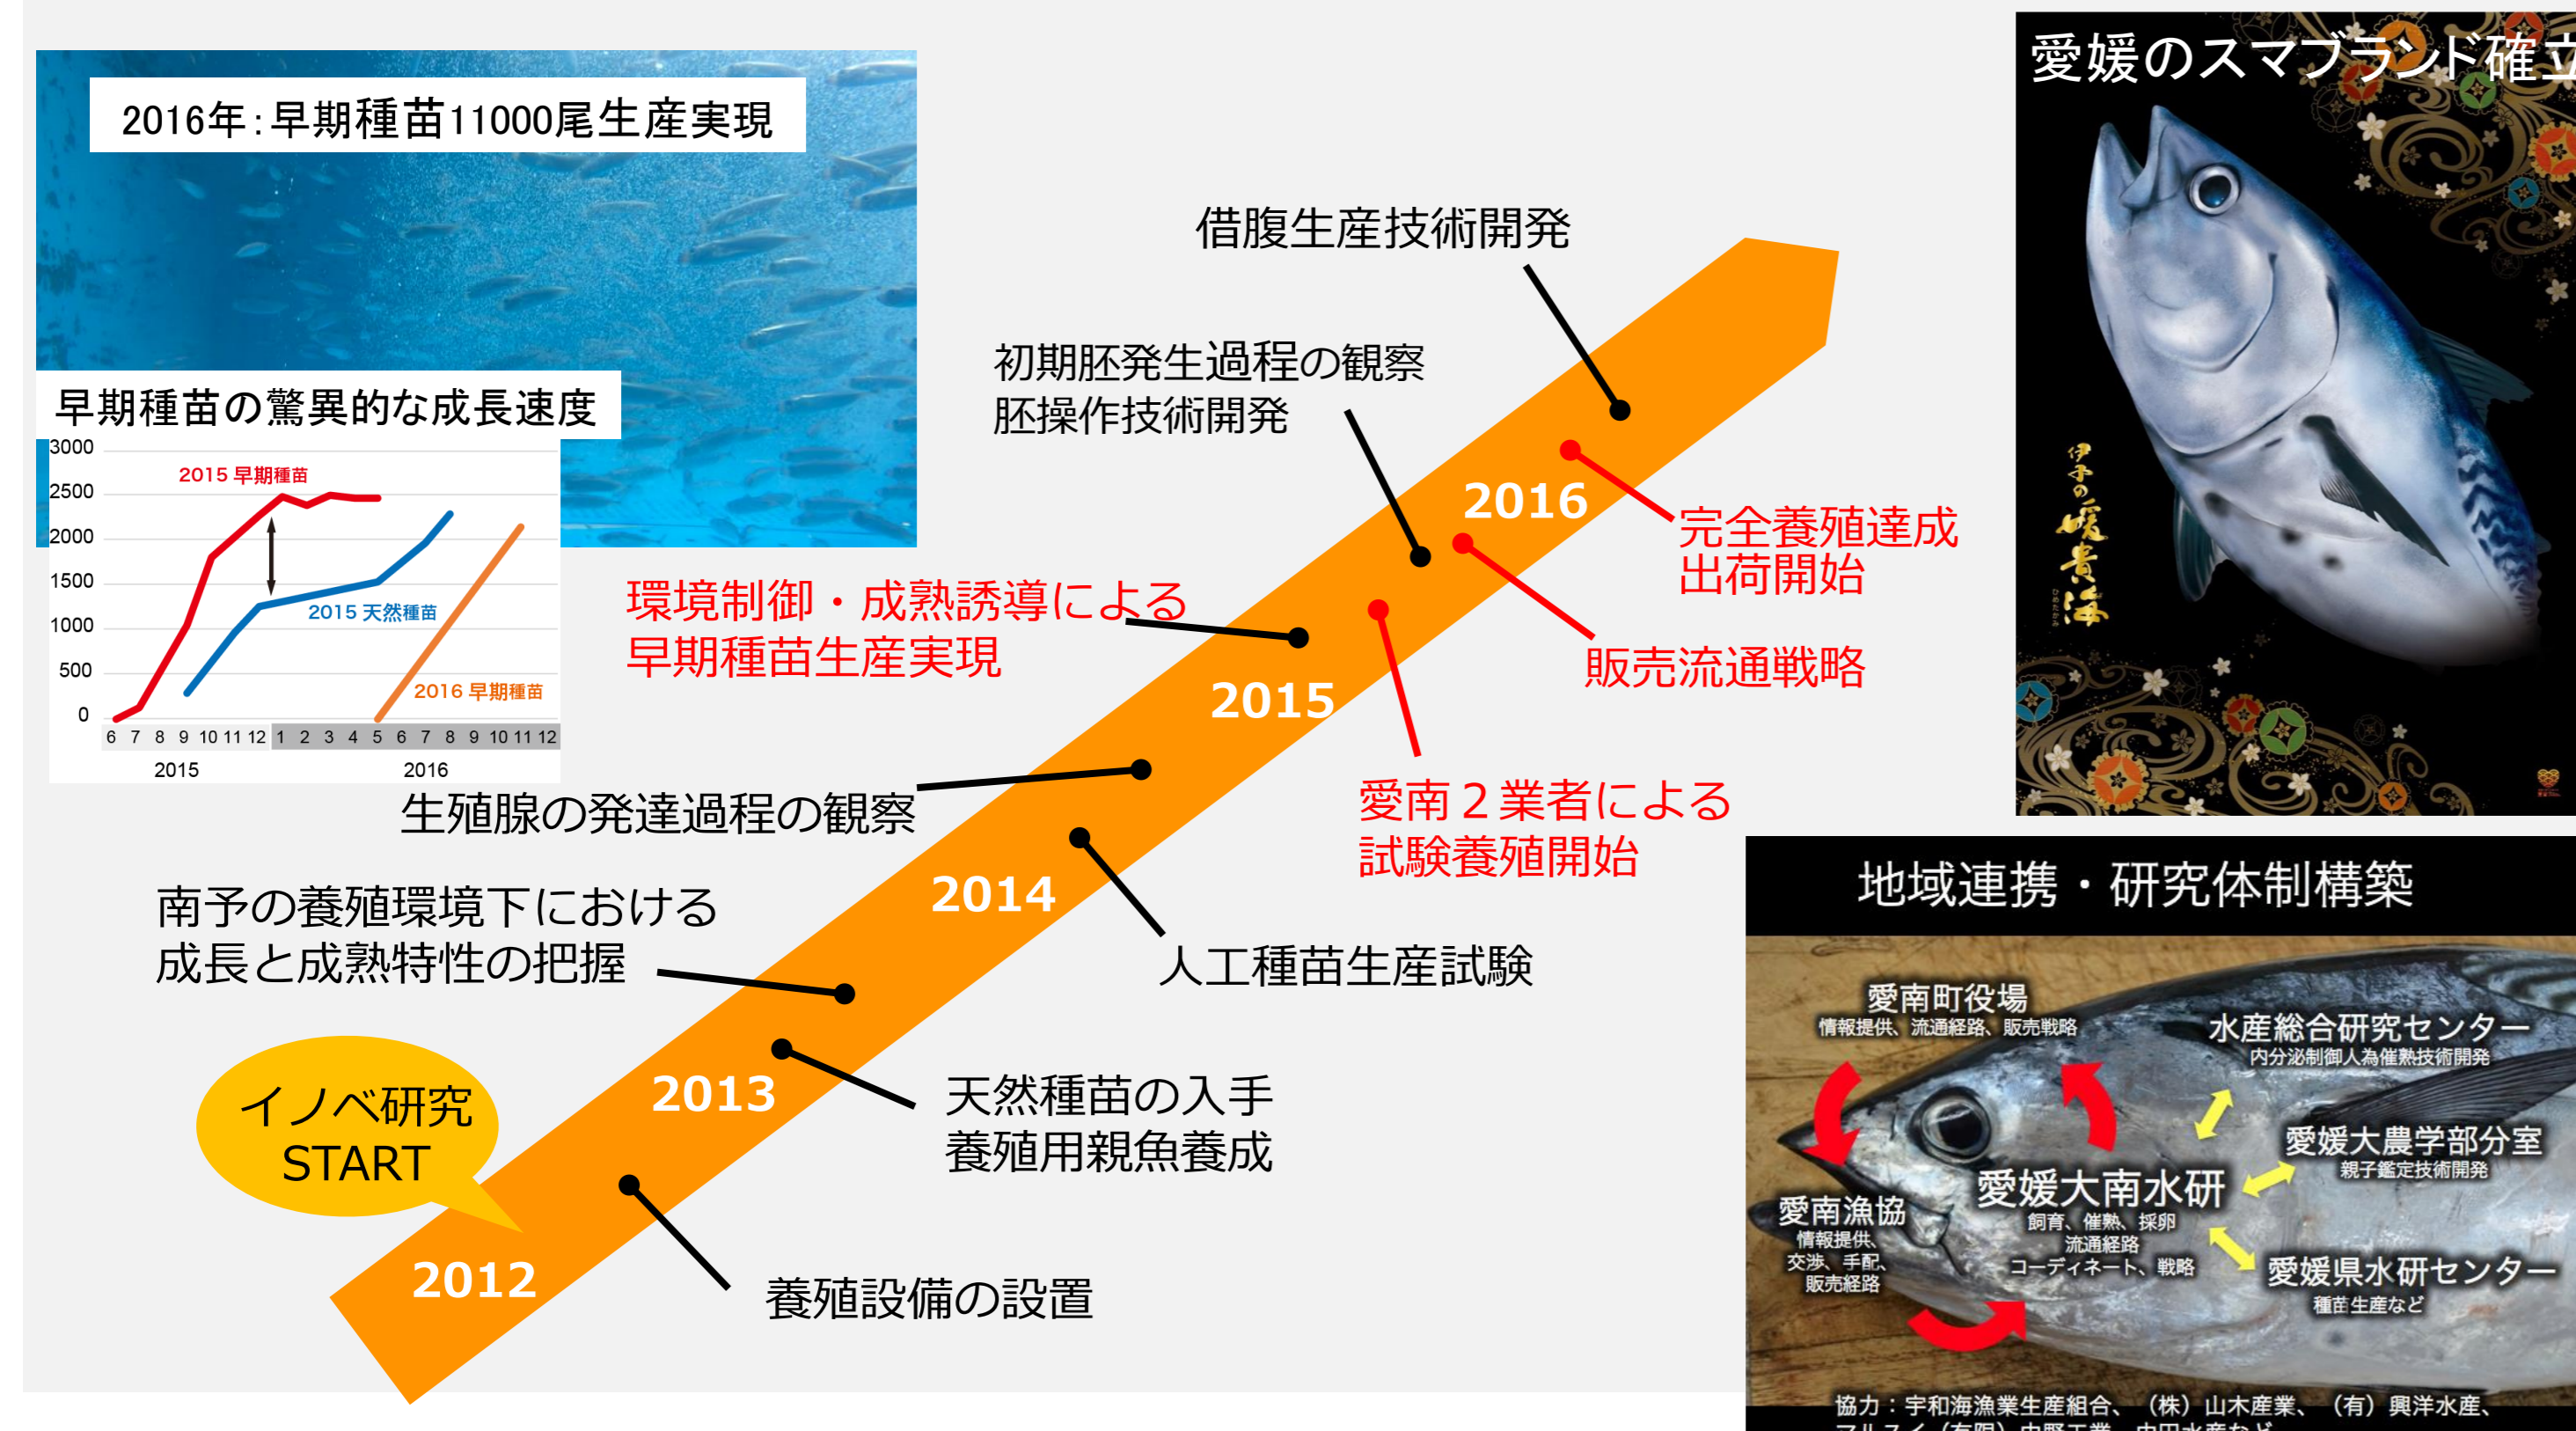 2016年:早期種苗11000尾生産実現
早期種苗の驚異的な成長速度
3000
2500
2000
1500
1000
500
0
2015 早期種苗
2015 天然種苗
2016 早期種苗
6 7 8 9 10 11 12 1 2 3 4 5 6 7 8 9 10 11 12
2015 2016
借腹生産技術開発
初期胚発生過程の観察
胚操作技術開発
環境制御・成熟誘導による
早期種苗生産実現
生殖腺の発達過程の観察
南予の養殖環境下における
成長と成熟特性の把握
イノベ研究
START
2012
2013
2014
2015
2016
完全養殖達成
出荷開始
販売流通戦略
愛南２業者による
試験養殖開始
人工種苗生産試験
天然種苗の入手
養殖用親魚養成
養殖設備の設置
愛媛のスマブランド確立
伊予の媛貴海
ひめたかみ
地域連携・研究体制構築
愛南町役場
情報提供、流通経路、販売戦略
水産総合研究センター
内分泌制御人為催熟技術開発
愛媛大農学部分室
親子鑑定技術開発
愛媛大南水研
飼育、催熟、採卵
流通経路
コーディネート、戦略
愛南漁協
情報提供、
交渉、手配、
販売経路
愛媛県水研センター
種苗生産など
協力：宇和海漁業生産組合、（株）山木産業、（有）興洋水産、